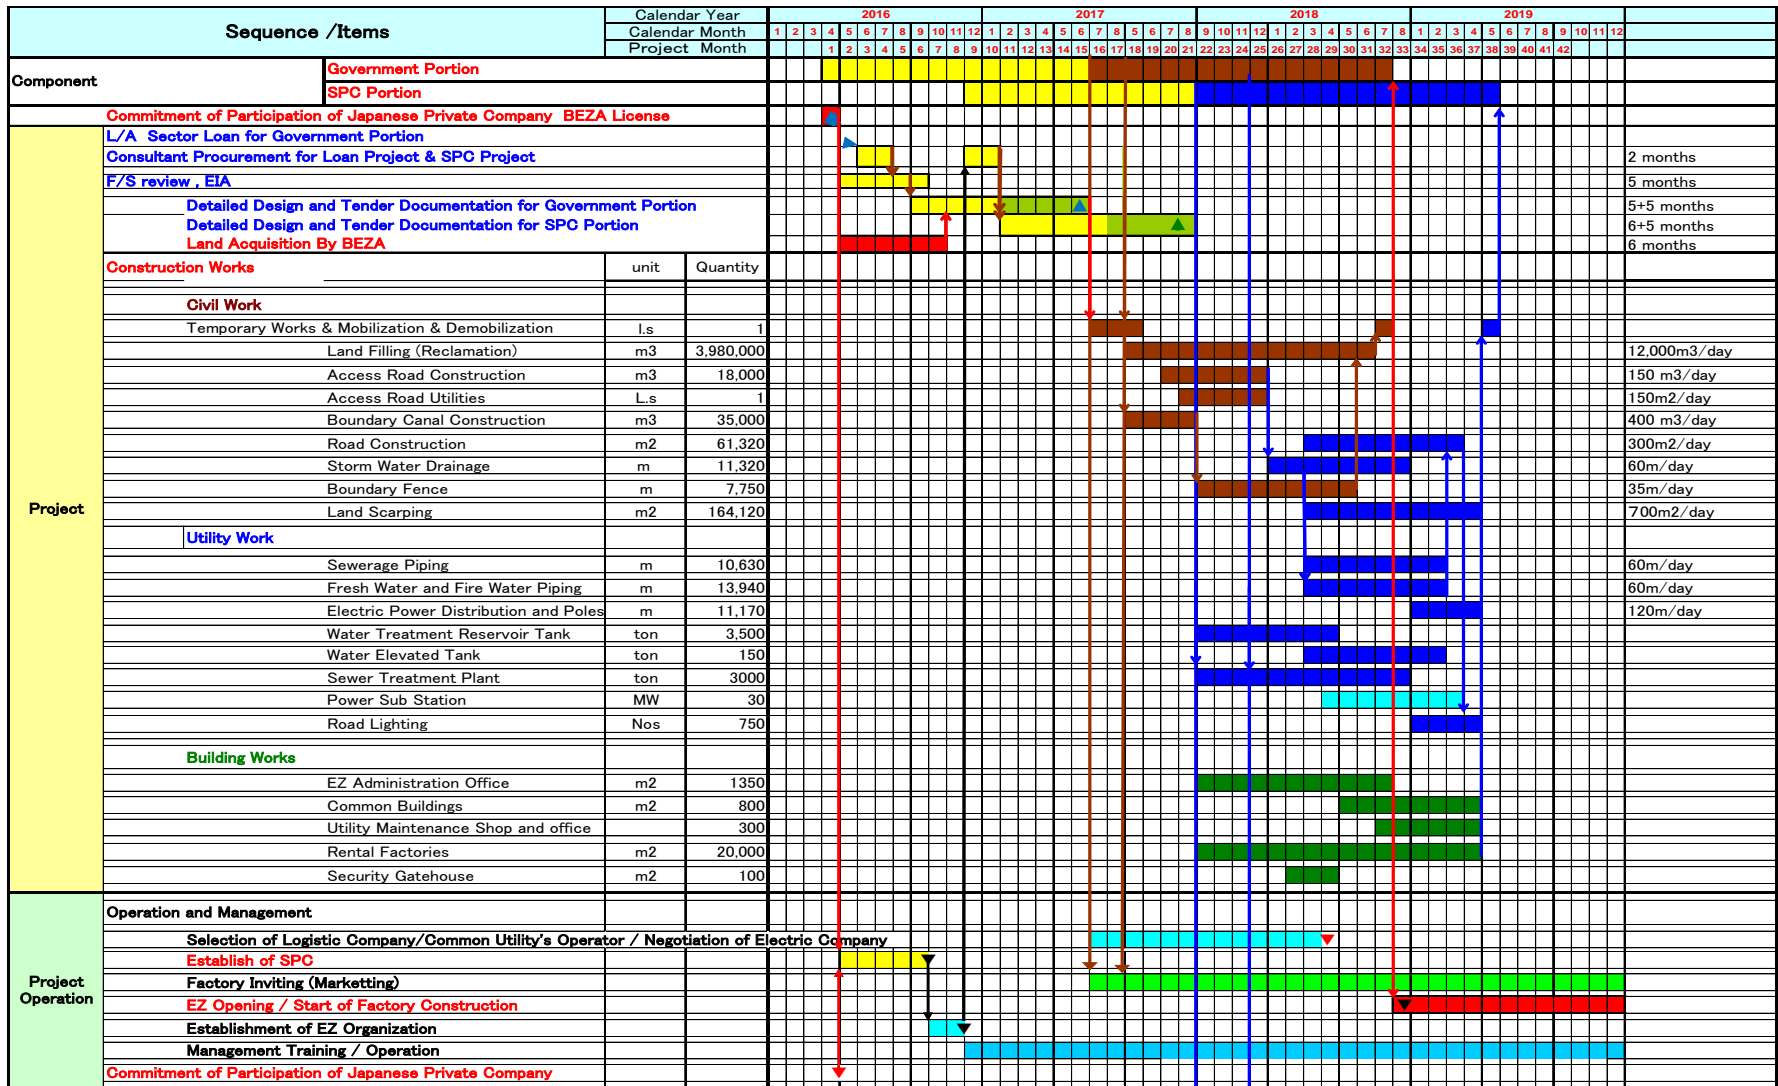 Sequence /Items
Calendar Year 2016 2017 2018 2019
Calendar Month 1 2 3 4 5 6 7 8 9 10 11 12 1 2 3 4 5 6 7 8 5 6 7 8 9 10 11 12 1 2 3 4 5 6 7 8 1 2 3 4 5 6 7 8 9 10 11 12
Project Month 1 2 3 4 5 6 7 8 9 10 11 12 13 14 15 16 17 18 19 20 21 22 23 24 25 26 27 28 29 30 31 32 33 34 35 36 37 38 39 40 41 42
Component
Government Portion
SPC Portion
Commitment of Participation of Japanese Private Company BEZA License
Project
L/A Sector Loan for Government Portion
Consultant Procurement for Loan Project & SPC Project 2 months
F/S review , EIA 5 months
Detailed Design and Tender Documentation for Government Portion 5+5 months
Detailed Design and Tender Documentation for SPC Portion 6+5 months
Land Acquisition By BEZA 6 months
Construction Works unit Quantity
Civil Work
Temporary Works & Mobilization & Demobilization l.s 1
Land Filling (Reclamation) m3 3,980,000 12,000m3/day
Access Road Construction m3 18,000 150 m3/day
Access Road Utilities L.s 1 150m2/day
Boundary Canal Construction m3 35,000 400 m3/day
Road Construction m2 61,320 300m2/day
Storm Water Drainage m 11,320 60m/day
Boundary Fence m 7,750 35m/day
Land Scarping m2 164,120 700m2/day
Utility Work
Sewerage Piping m 10,630 60m/day
Fresh Water and Fire Water Piping m 13,940 60m/day
Electric Power Distribution and Poles m 11,170 120m/day
Water Treatment Reservoir Tank ton 3,500
Water Elevated Tank ton 150
Sewer Treatment Plant ton 3000
Power Sub Station MW 30
Road Lighting Nos 750
Building Works
EZ Administration Office m2 1350
Common Buildings m2 800
Utility Maintenance Shop and office 300
Rental Factories m2 20,000
Security Gatehouse m2 100
Project Operation
Operation and Management
Selection of Logistic Company/Common Utility's Operator / Negotiation of Electric Company
Establish of SPC
Factory Inviting (Marketting)
EZ Opening / Start of Factory Construction
Establishment of EZ Organization
Management Training / Operation
Commitment of Participation of Japanese Private Company